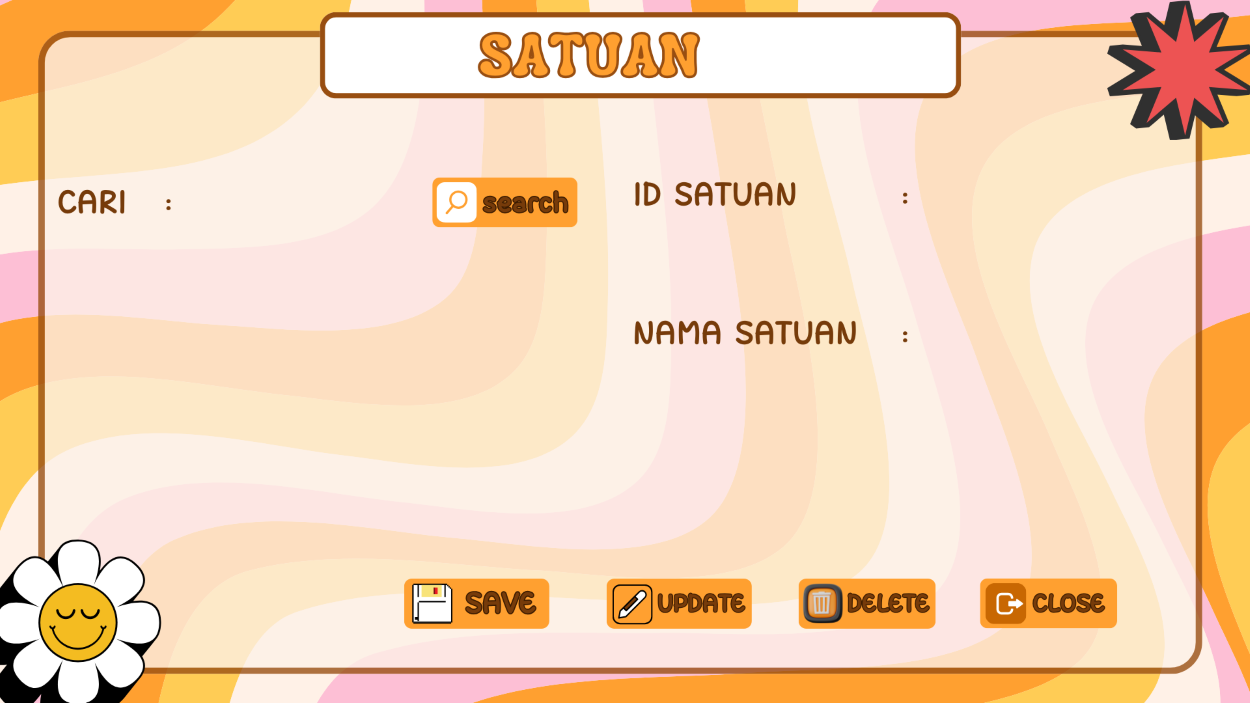 SATUAN
CARI :
search
ID SATUAN :
NAMA SATUAN :
SAVE
UPDATE
DELETE
CLOSE